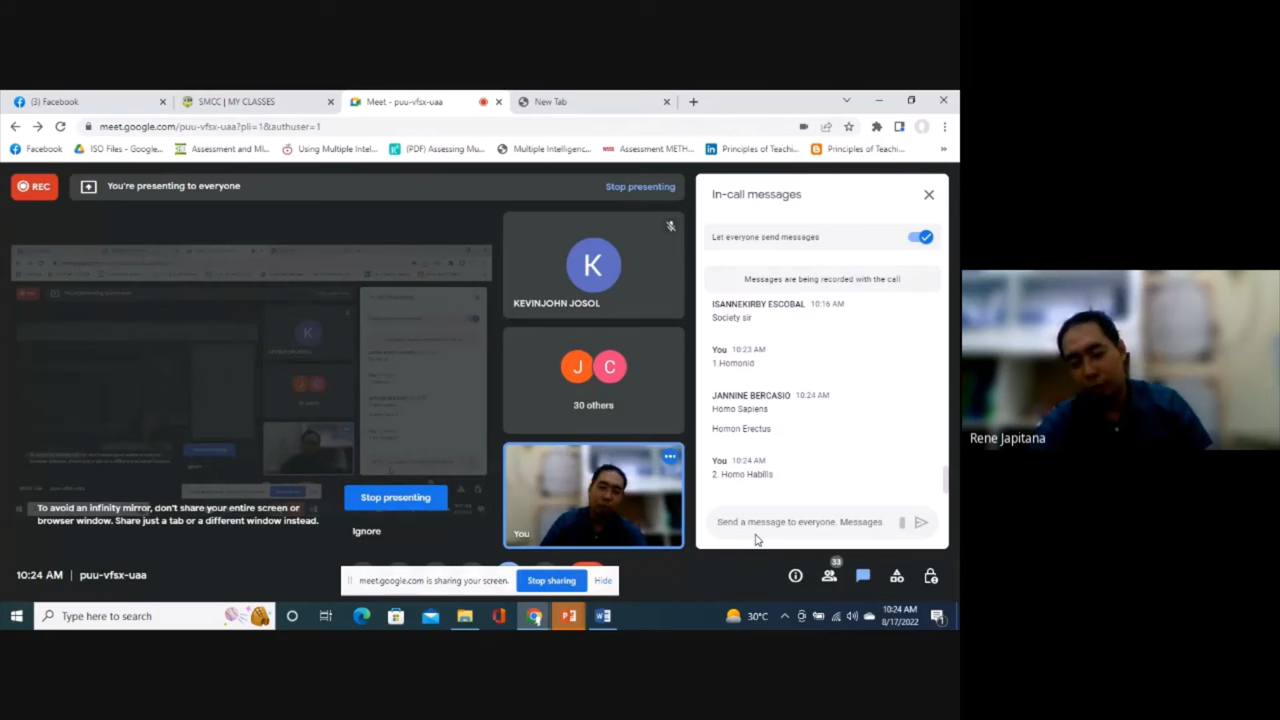 (3) Facebook
SMCC | MY CLASSES
Meet - puu-vfsx-uaa
New Tab
meet.google.com/puu-vfsx-uaa?pli=1&authuser=1
Facebook
ISO Files - Google...
Assessment and MI...
Using Multiple Intel...
(PDF) Assessing Mu...
Multiple Intelligenc...
Assessment METH...
Principles of Teachi...
Principles of Teachi...
REC
You're presenting to everyone
Stop presenting
In-call messages
Let everyone send messages
Messages are being recorded with the call
ISANNEKIRBY ESCOBAL 10:16 AM
Society sir
You 10:23 AM
1.Homonid
JANNINE BERCASIO 10:24 AM
Homo Sapiens
Homon Erectus
You 10:24 AM
2. Homo Habilis
Send a message to everyone. Messages
K
KEVINJOHN JOSOL
J C
30 others
You
Rene Japitana
Stop presenting
To avoid an infinity mirror, don't share your entire screen or
browser window. Share just a tab or a different window instead.
Ignore
10:24 AM | puu-vfsx-uaa
meet.google.com is sharing your screen.
Stop sharing
Hide
33
Type here to search
30°C
10:24 AM
8/17/2022
1